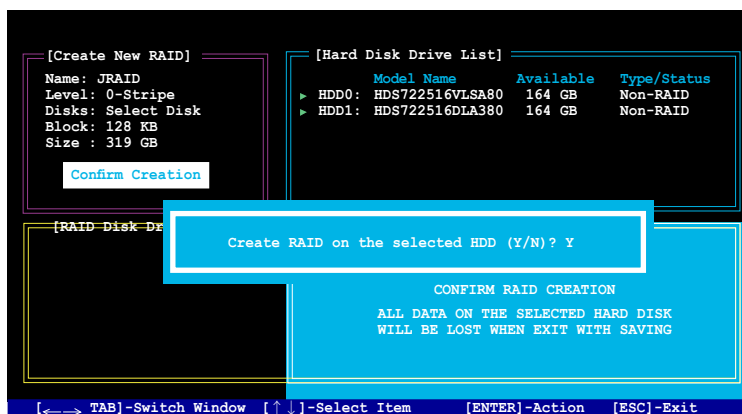 [Create New RAID]
Name: JRAID
Level: 0-Stripe
Disks: Select Disk
Block: 128 KB
Size : 319 GB
Confirm Creation
[Hard Disk Drive List]
Model Name Available Type/Status
▶ HDD0: HDS722516VLSA80 164 GB Non-RAID
▶ HDD1: HDS722516DLA380 164 GB Non-RAID
[RAID Disk Dr
Create RAID on the selected HDD (Y/N)? Y
CONFIRM RAID CREATION
ALL DATA ON THE SELECTED HARD DISK
WILL BE LOST WHEN EXIT WITH SAVING
[←→ TAB]-Switch Window [↑↓]-Select Item [ENTER]-Action [ESC]-Exit